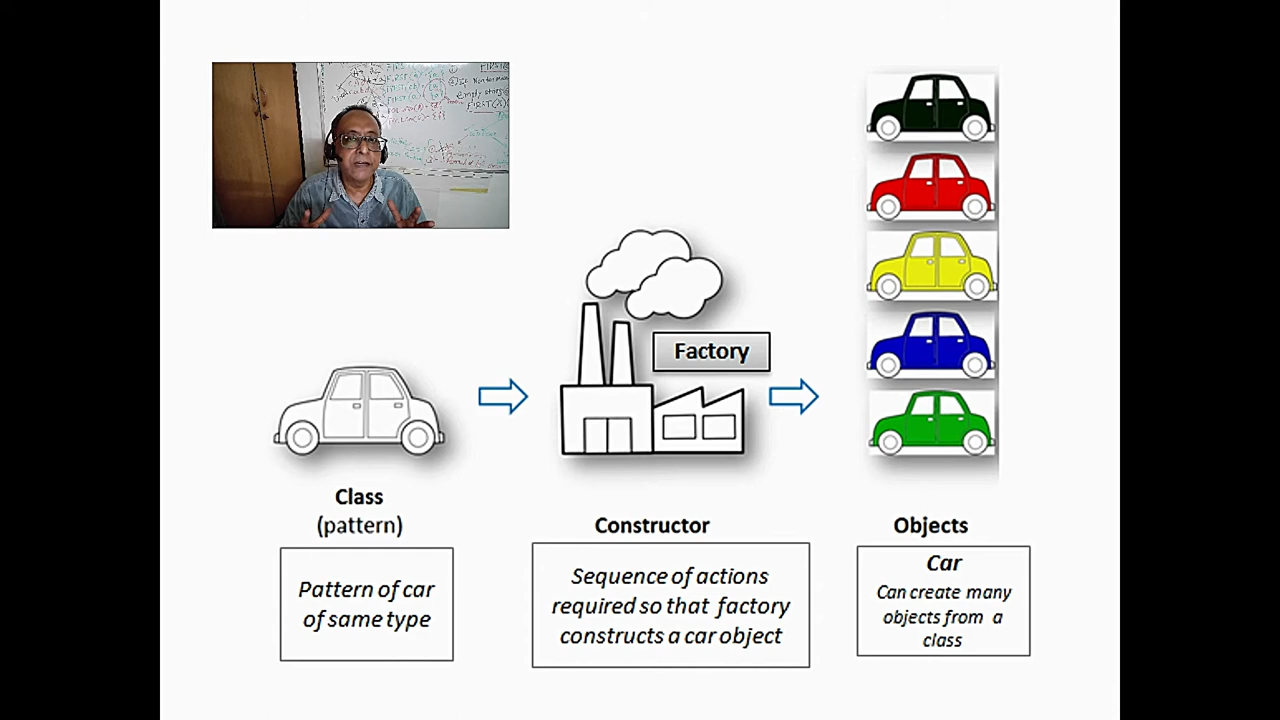 Factory
Class
(pattern)
Pattern of car
of same type
Constructor
Sequence of actions
required so that factory
constructs a car object
Objects
Car
Can create many
objects from a
class